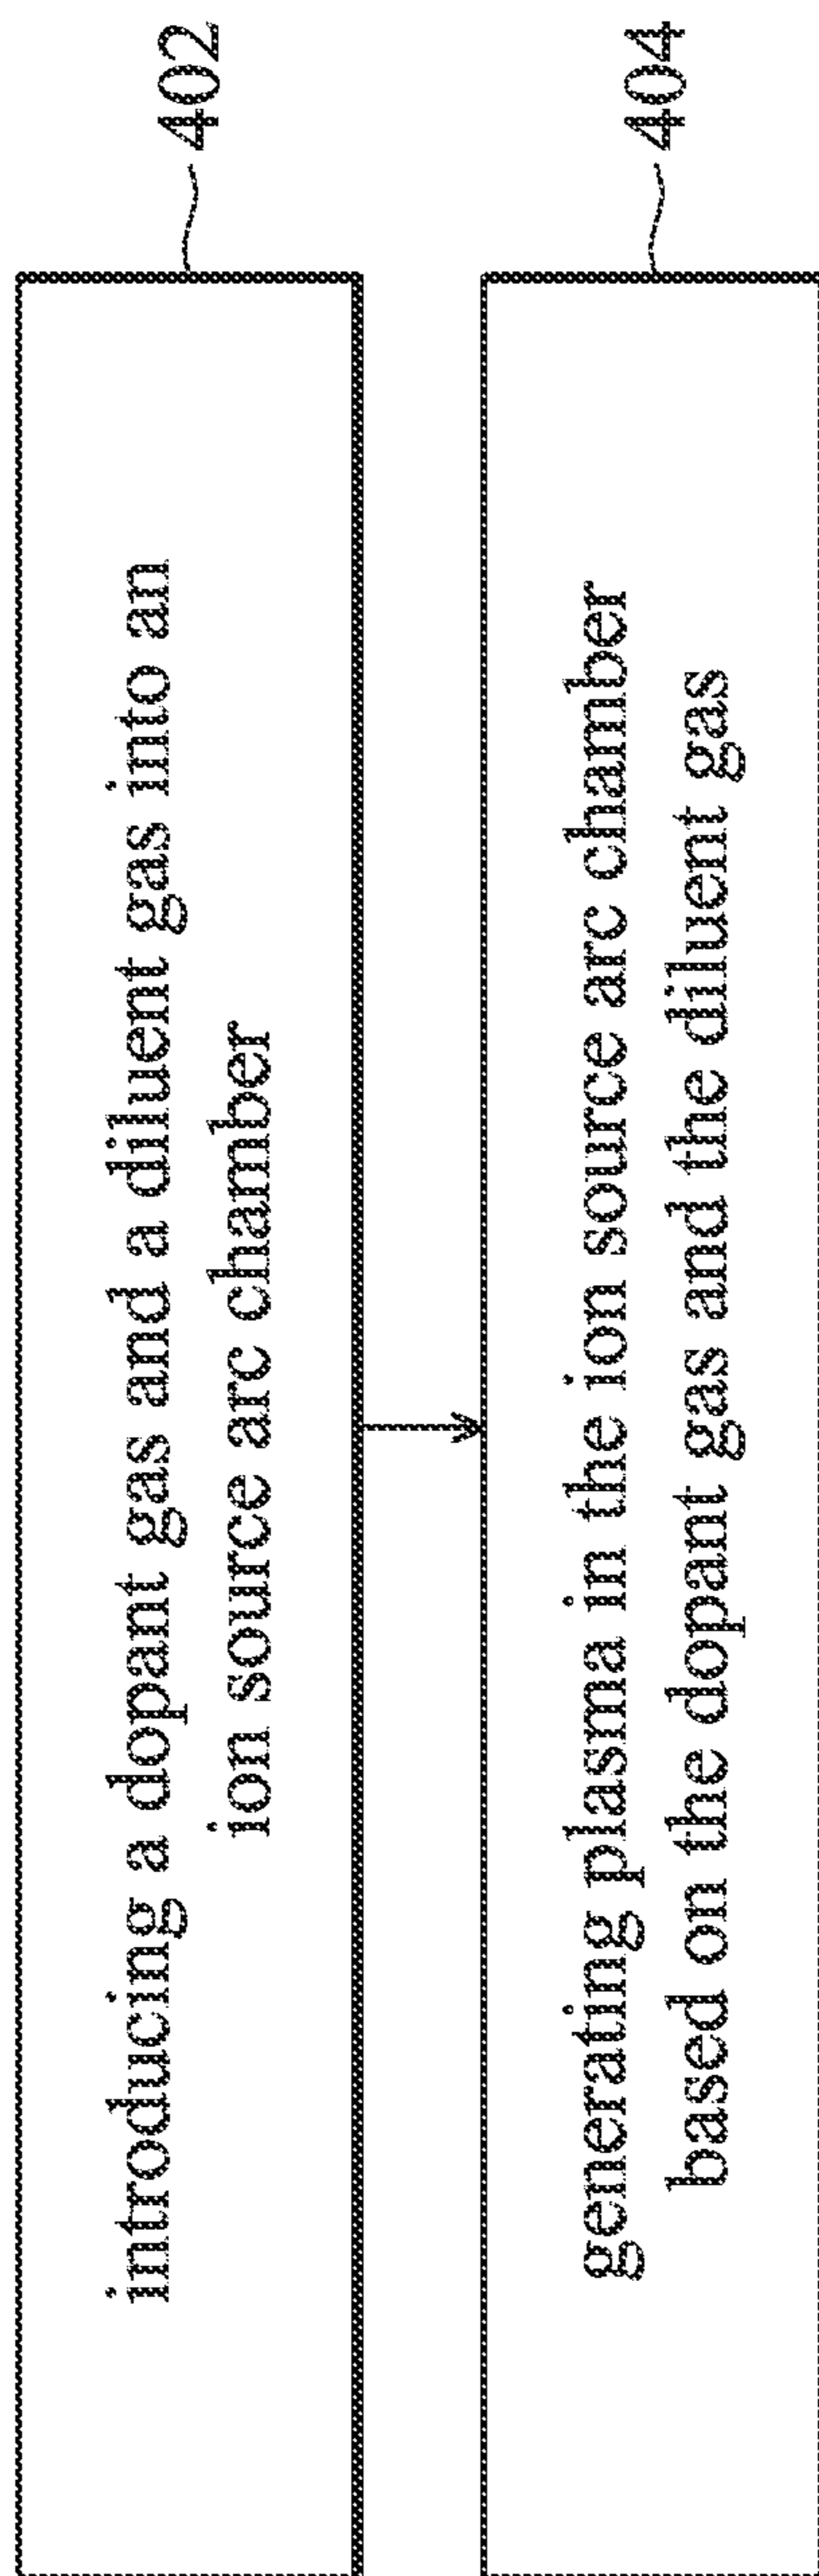 introducing a dopant gas and a diluent gas into an
ion source arc chamber
402
generating plasma in the ion source arc chamber
based on the dopant gas and the diluent gas
404